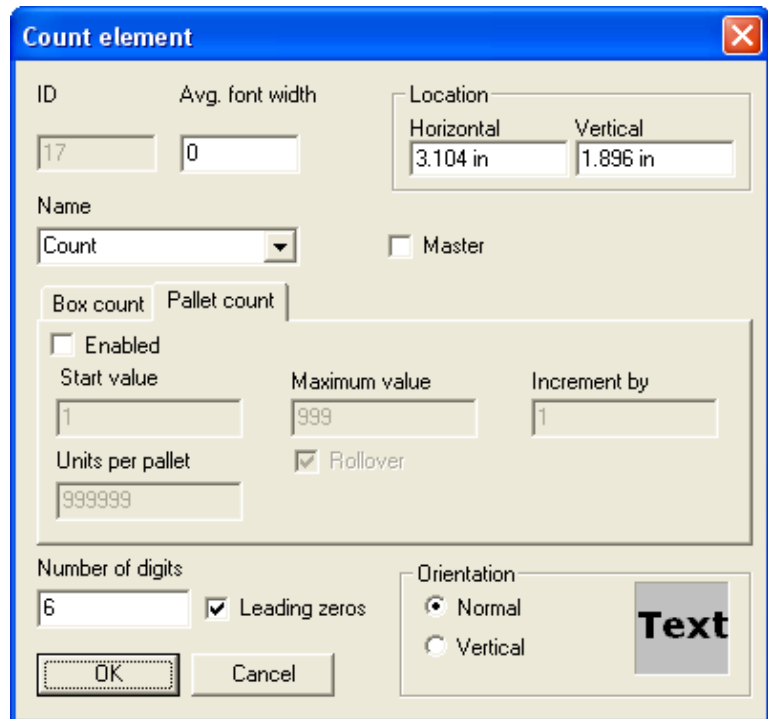 Count element
ID Avg. font width Location
Horizontal Vertical
17 0 3.104 in 1.896 in
Name
Count Master
Box count Pallet count
Enabled
Start value Maximum value Increment by
1 999 1
Units per pallet Rollover
999999
Number of digits Orientation
6 Leading zeros Normal
Text
Vertical
OK Cancel